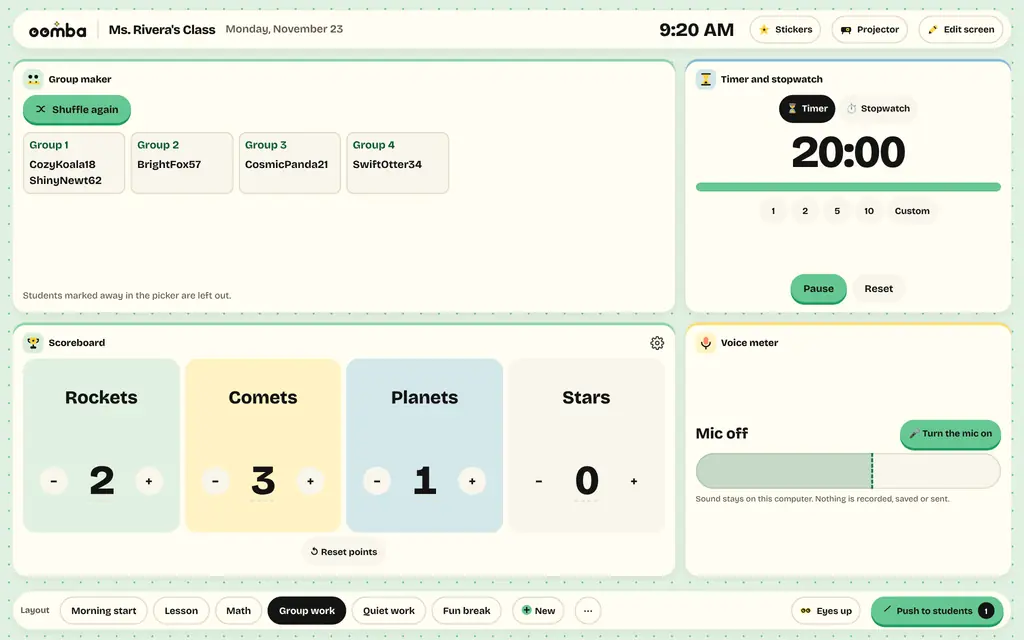 oomba Ms. Rivera's Class Monday, November 23 9:20 AM Stickers Projector Edit screen
Group maker
Shuffle again
Group 1
CozyKoala18
ShinyNewt62
Group 2
BrightFox57
Group 3
CosmicPanda21
Group 4
SwiftOtter34
Students marked away in the picker are left out.
Timer and stopwatch
Timer Stopwatch
20:00
1 2 5 10 Custom
Pause Reset
Scoreboard
Rockets
- 2 +
Comets
- 3 +
Planets
- 1 +
Stars
- 0 +
Reset points
Voice meter
Mic off Turn the mic on
Sound stays on this computer. Nothing is recorded, saved or sent.
Layout Morning start Lesson Math Group work Quiet work Fun break New ... Eyes up Push to students 1